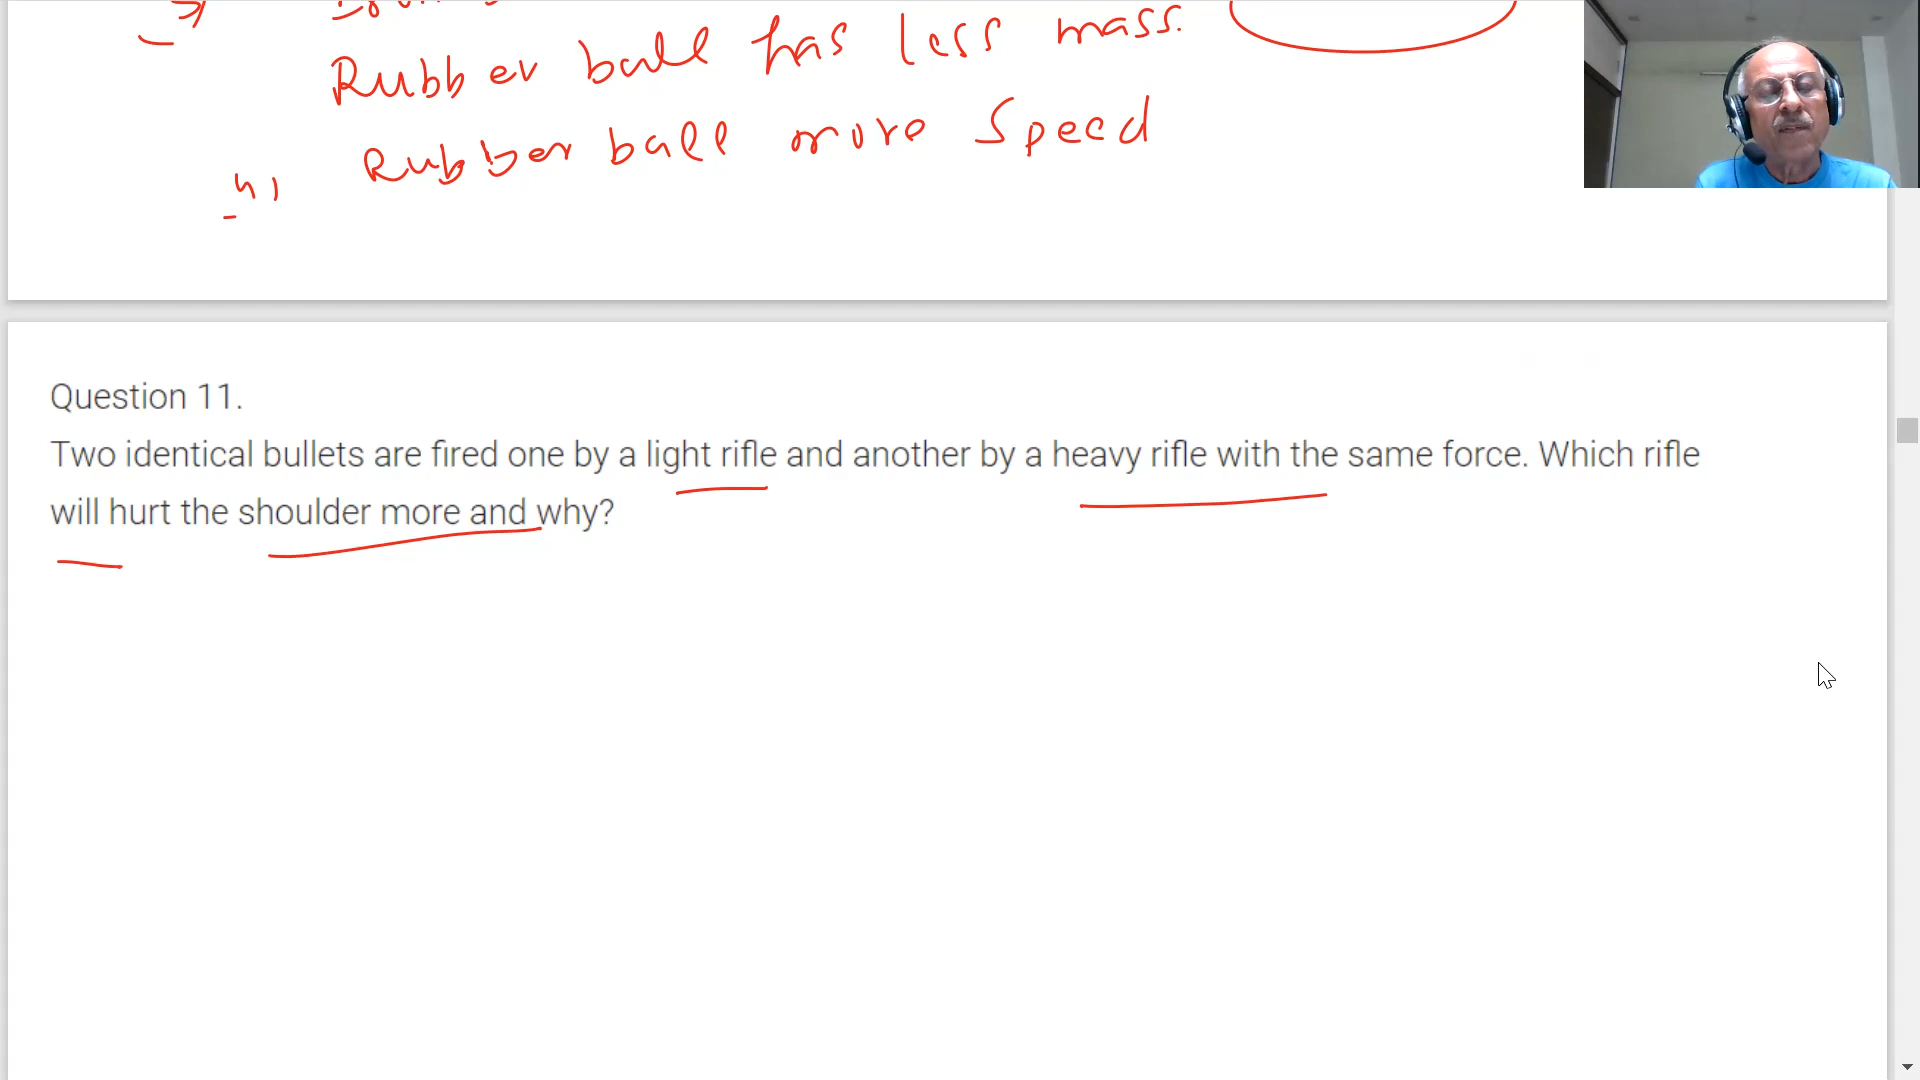 Rubber ball has less mass.
Rubber ball more Speed
Question 11.
Two identical bullets are fired one by a light rifle and another by a heavy rifle with the same force. Which rifle
will hurt the shoulder more and why?